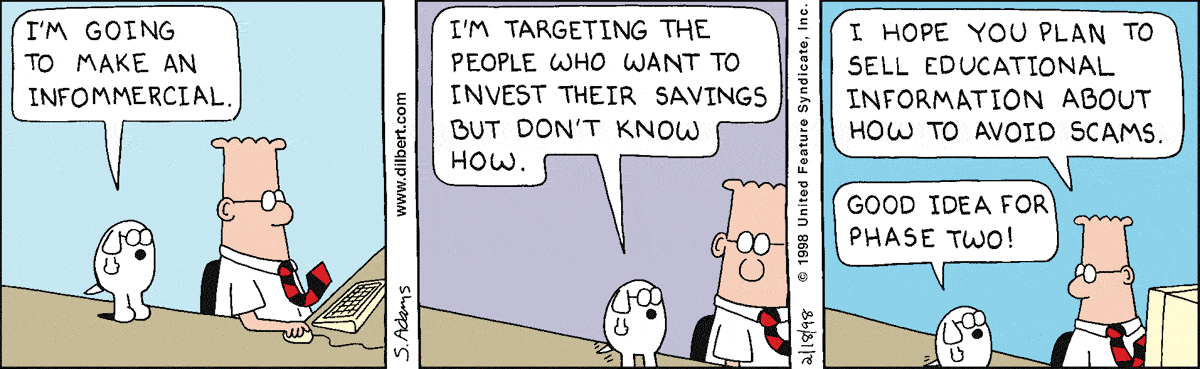 I'M GOING
TO MAKE AN
INFOMMERCIAL.
S. Adams
www.dilbert.com
I'M TARGETING THE
PEOPLE WHO WANT TO
INVEST THEIR SAVINGS
BUT DON'T KNOW
HOW.
2/18/98
© 1998 United Feature Syndicate, Inc.
I HOPE YOU PLAN TO
SELL EDUCATIONAL
INFORMATION ABOUT
HOW TO AVOID SCAMS.
GOOD IDEA FOR
PHASE TWO!